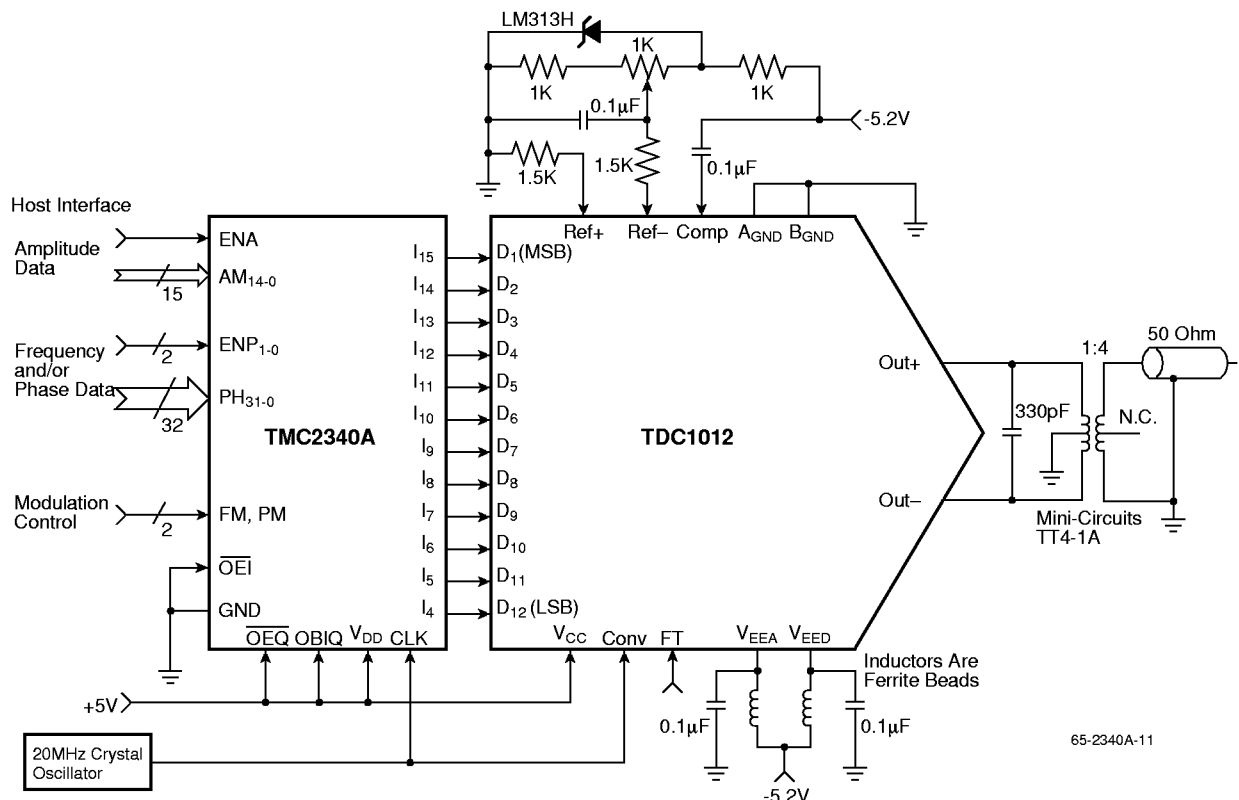 LM313H
1K
1K
1K
0.1μF
-5.2V
1.5K
1.5K
0.1μF
Host Interface
Ref+ Ref– Comp AGND BGND
Amplitude
Data
ENA
AM14-0
15
I15 D1 (MSB)
I14 D2
I13 D3
I12 D4
I11 D5
I10 D6
I9 D7
I8 D8
I7 D9
I6 D10
I5 D11
I4 D12 (LSB)
Frequency
and/or
Phase Data
ENP1-0
2
PH31-0
32
TMC2340A
TDC1012
Modulation
Control
FM, PM
2
OEI
GND
OEQ OBIQ VDD CLK
VCC Conv FT VEEA VEED
Out+
Out–
1:4
50 Ohm
330pF
N.C.
Mini-Circuits
TT4-1A
Inductors Are
Ferrite Beads
+5V
0.1μF
0.1μF
20MHz Crystal
Oscillator
-5.2V
65-2340A-11